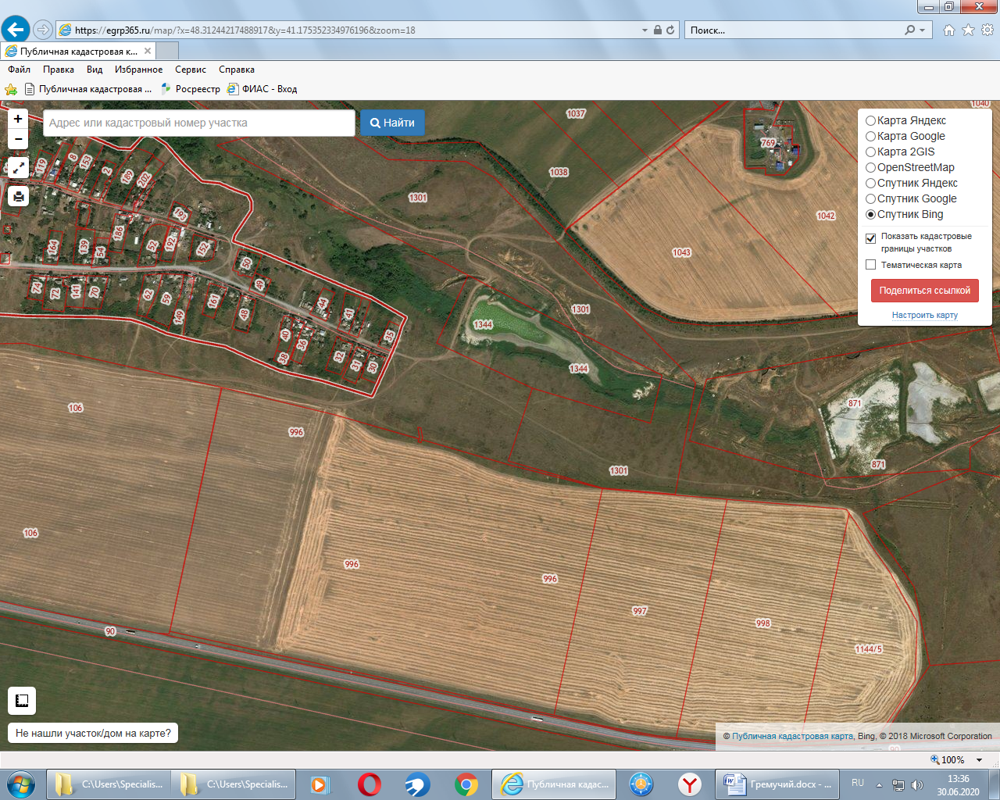 https://egrp365.ru/map/?x=48.31244217488917&y=41.175352334976196&zoom=18
Поиск...
Публичная кадастровая к...
Файл Правка Вид Избранное Сервис Справка
Публичная кадастровая ... Росреестр ФИАС - Вход
+
−
Адрес или кадастровый номер участка
Найти
Карта Яндекс
Карта Google
Карта 2GIS
OpenStreetMap
Спутник Яндекс
Спутник Google
Спутник Bing
Показать кадастровые
границы участков
Тематическая карта
Поделиться ссылкой
Настроить карту
1040
1037
769
1038
119
8
153
2
189
202
1301
193
1042
186
164
139
54
52
192
152
1043
50
49
74
72
141
70
62
59
149
161
48
44
41
1301
1344
40
36
35
38
32
31
30
1344
106
871
996
871
1301
106
996
996
997
998
90
1144/5
90
Не нашли участок/дом на карте?
© Публичная кадастровая карта, Bing, © 2018 Microsoft Corporation
100%
C:\Users\Specialis...
C:\Users\Specialis...
Публичная кадас...
Гремучий.docx - ...
RU
13:36
30.06.2020